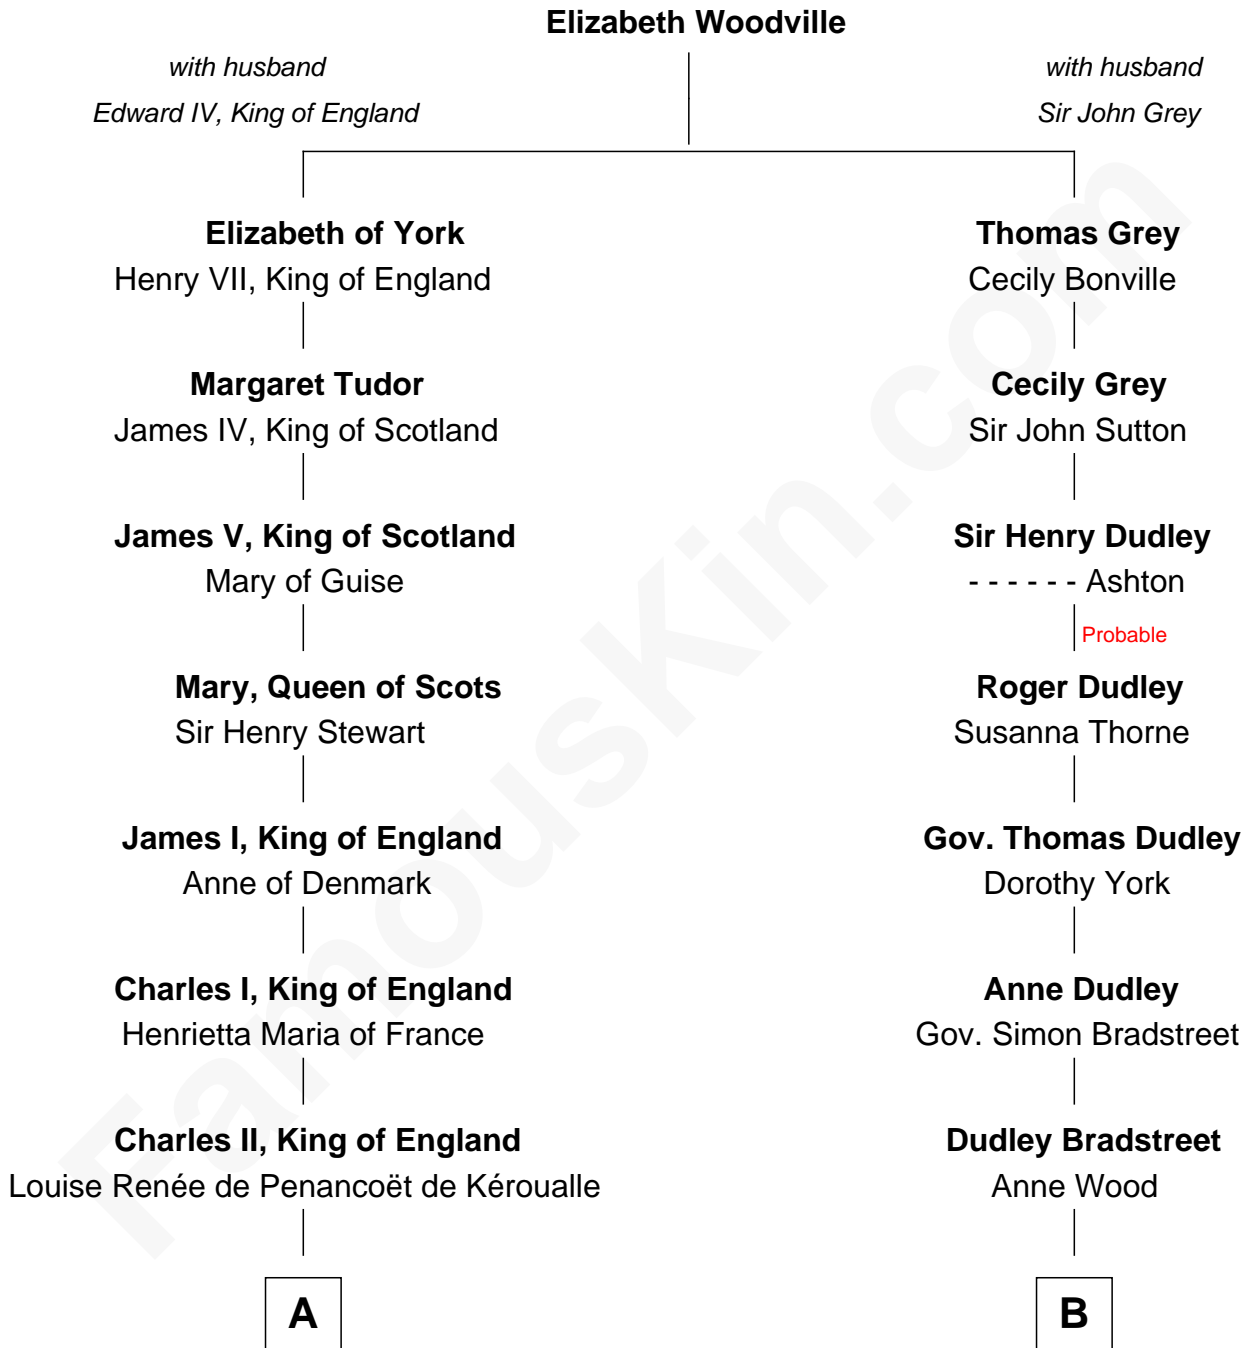 Elizabeth Woodville
with husband
Edward IV, King of England
with husband
Sir John Grey
Elizabeth of York
Henry VII, King of England
Thomas Grey
Cecily Bonville
Margaret Tudor
James IV, King of Scotland
Cecily Grey
Sir John Sutton
James V, King of Scotland
Mary of Guise
Sir Henry Dudley
- - - - - - Ashton
Probable
Mary, Queen of Scots
Sir Henry Stewart
Roger Dudley
Susanna Thorne
James I, King of England
Anne of Denmark
Gov. Thomas Dudley
Dorothy York
Charles I, King of England
Henrietta Maria of France
Anne Dudley
Gov. Simon Bradstreet
Charles II, King of England
Louise Renée de Penancoët de Kéroualle
Dudley Bradstreet
Anne Wood
A
B
FamousKin.com